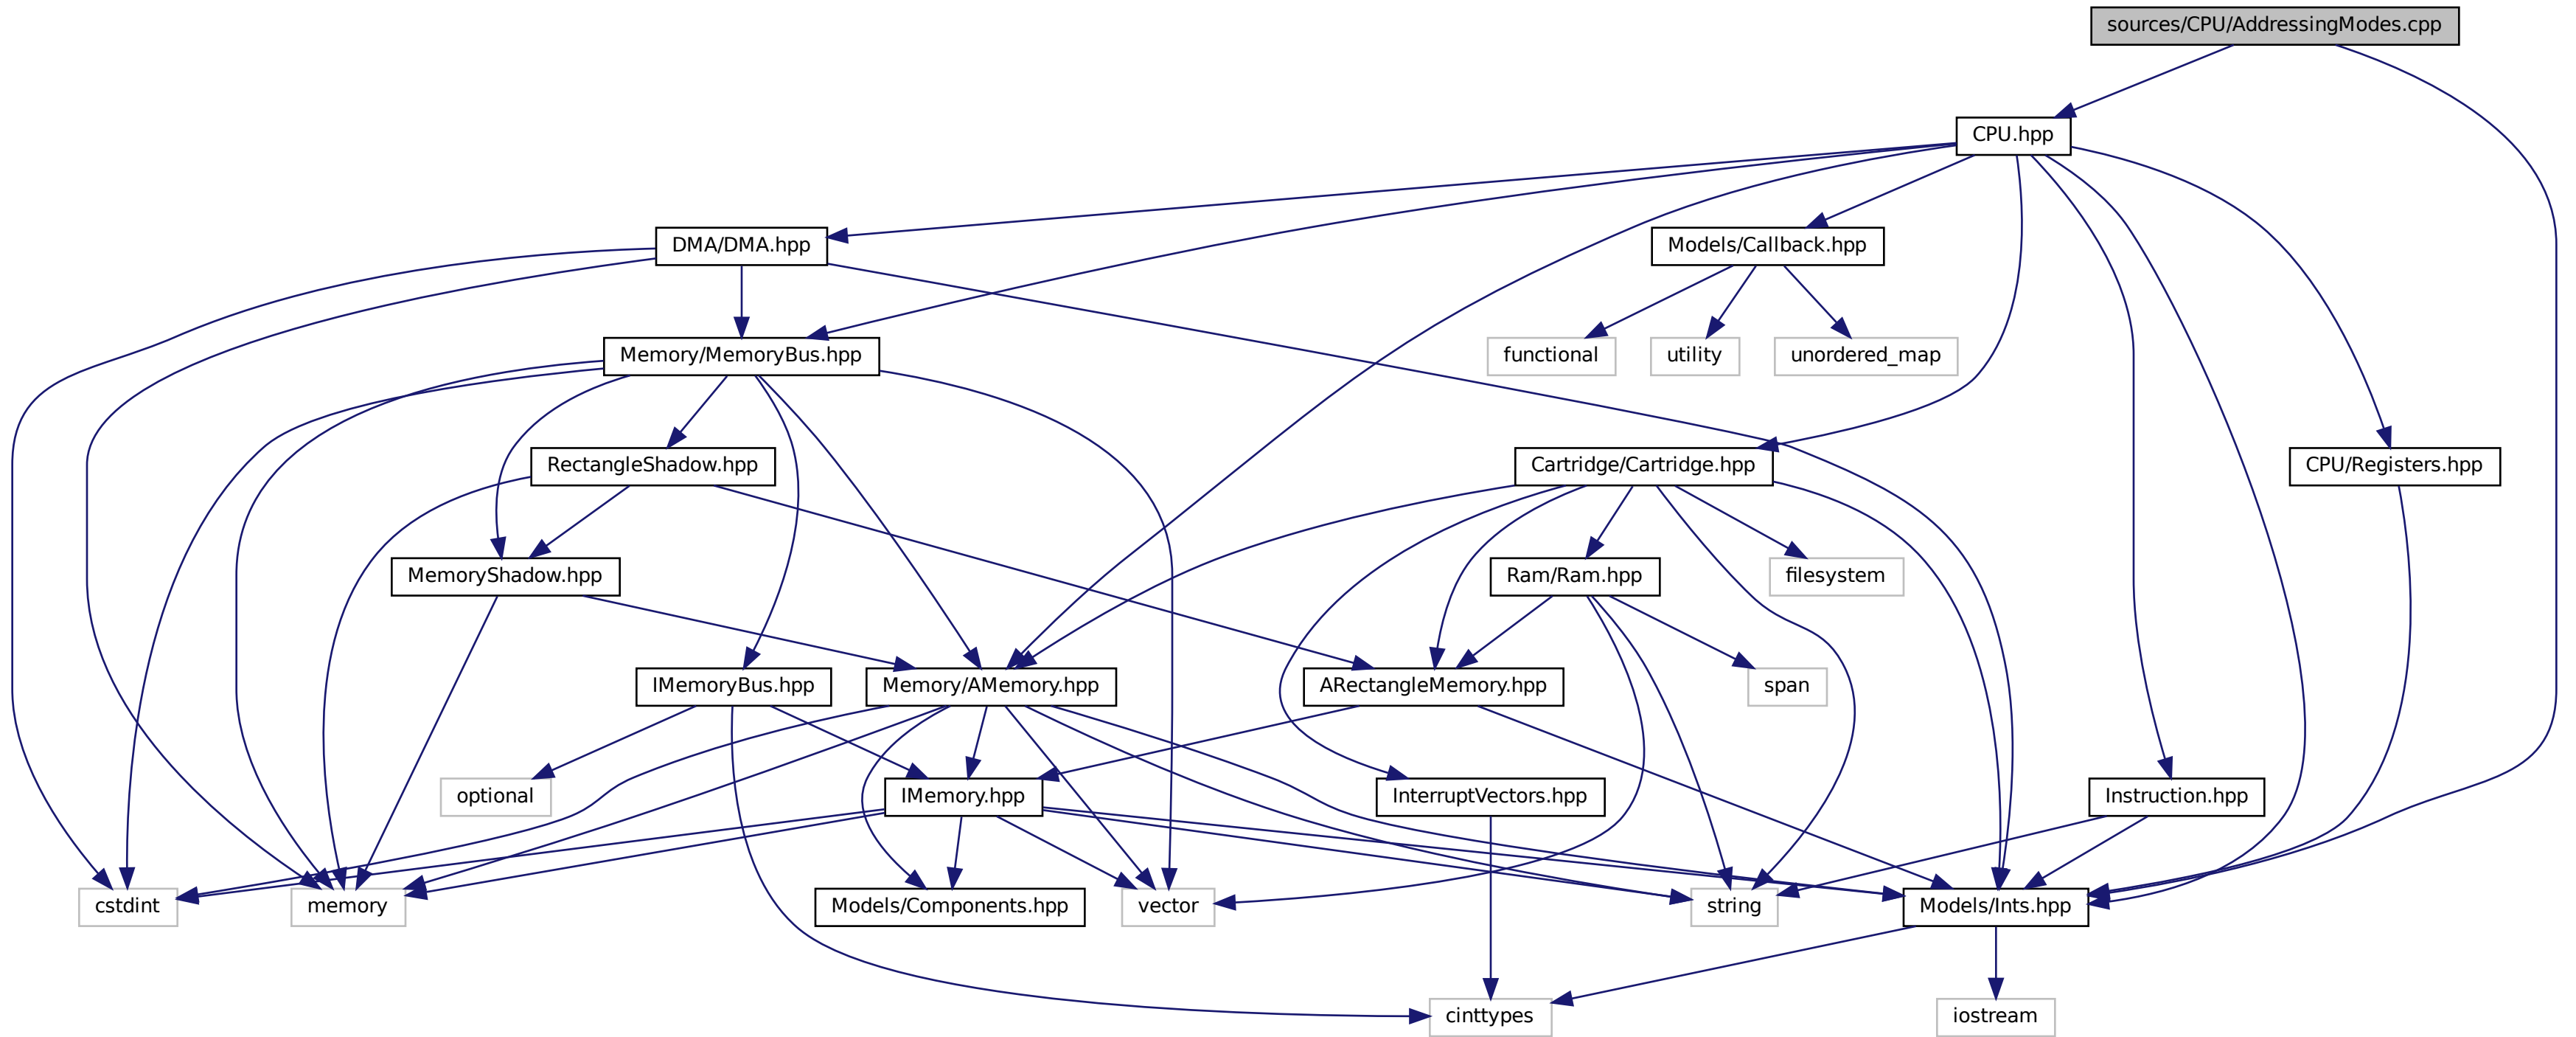 sources/CPU/AddressingModes.cpp
CPU.hpp
DMA/DMA.hpp
Models/Callback.hpp
Memory/MemoryBus.hpp
functional
utility
unordered_map
RectangleShadow.hpp
Cartridge/Cartridge.hpp
CPU/Registers.hpp
MemoryShadow.hpp
Ram/Ram.hpp
filesystem
IMemoryBus.hpp
Memory/AMemory.hpp
ARectangleMemory.hpp
span
optional
IMemory.hpp
InterruptVectors.hpp
Instruction.hpp
cstdint
memory
Models/Components.hpp
vector
string
Models/Ints.hpp
cinttypes
iostream